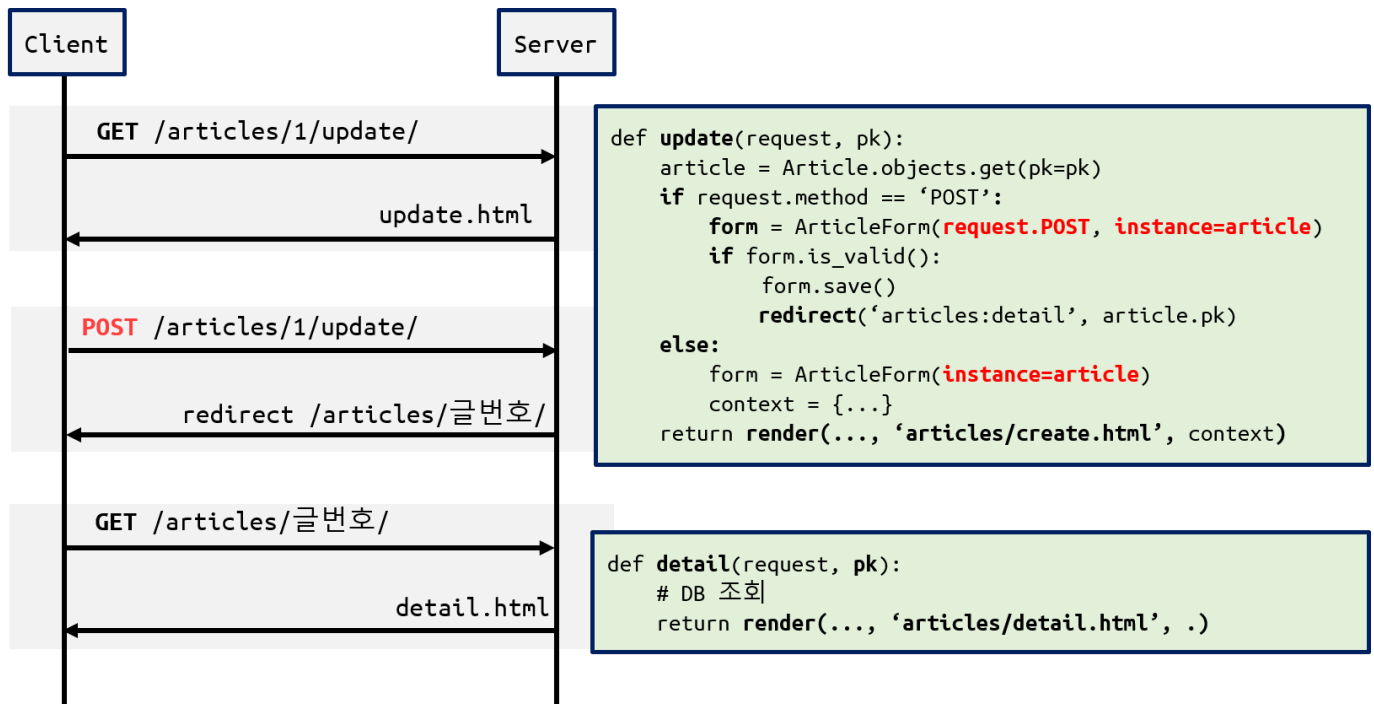 Client
Server
GET /articles/1/update/
update.html
POST /articles/1/update/
redirect /articles/글번호/
GET /articles/글번호/
detail.html
def update(request, pk):
    article = Article.objects.get(pk=pk)
    if request.method == ‘POST’:
        form = ArticleForm(request.POST, instance=article)
        if form.is_valid():
            form.save()
            redirect(‘articles:detail’, article.pk)
    else:
        form = ArticleForm(instance=article)
        context = {...}
    return render(..., ‘articles/create.html’, context)
def detail(request, pk):
    # DB 조회
    return render(..., ‘articles/detail.html’, .)